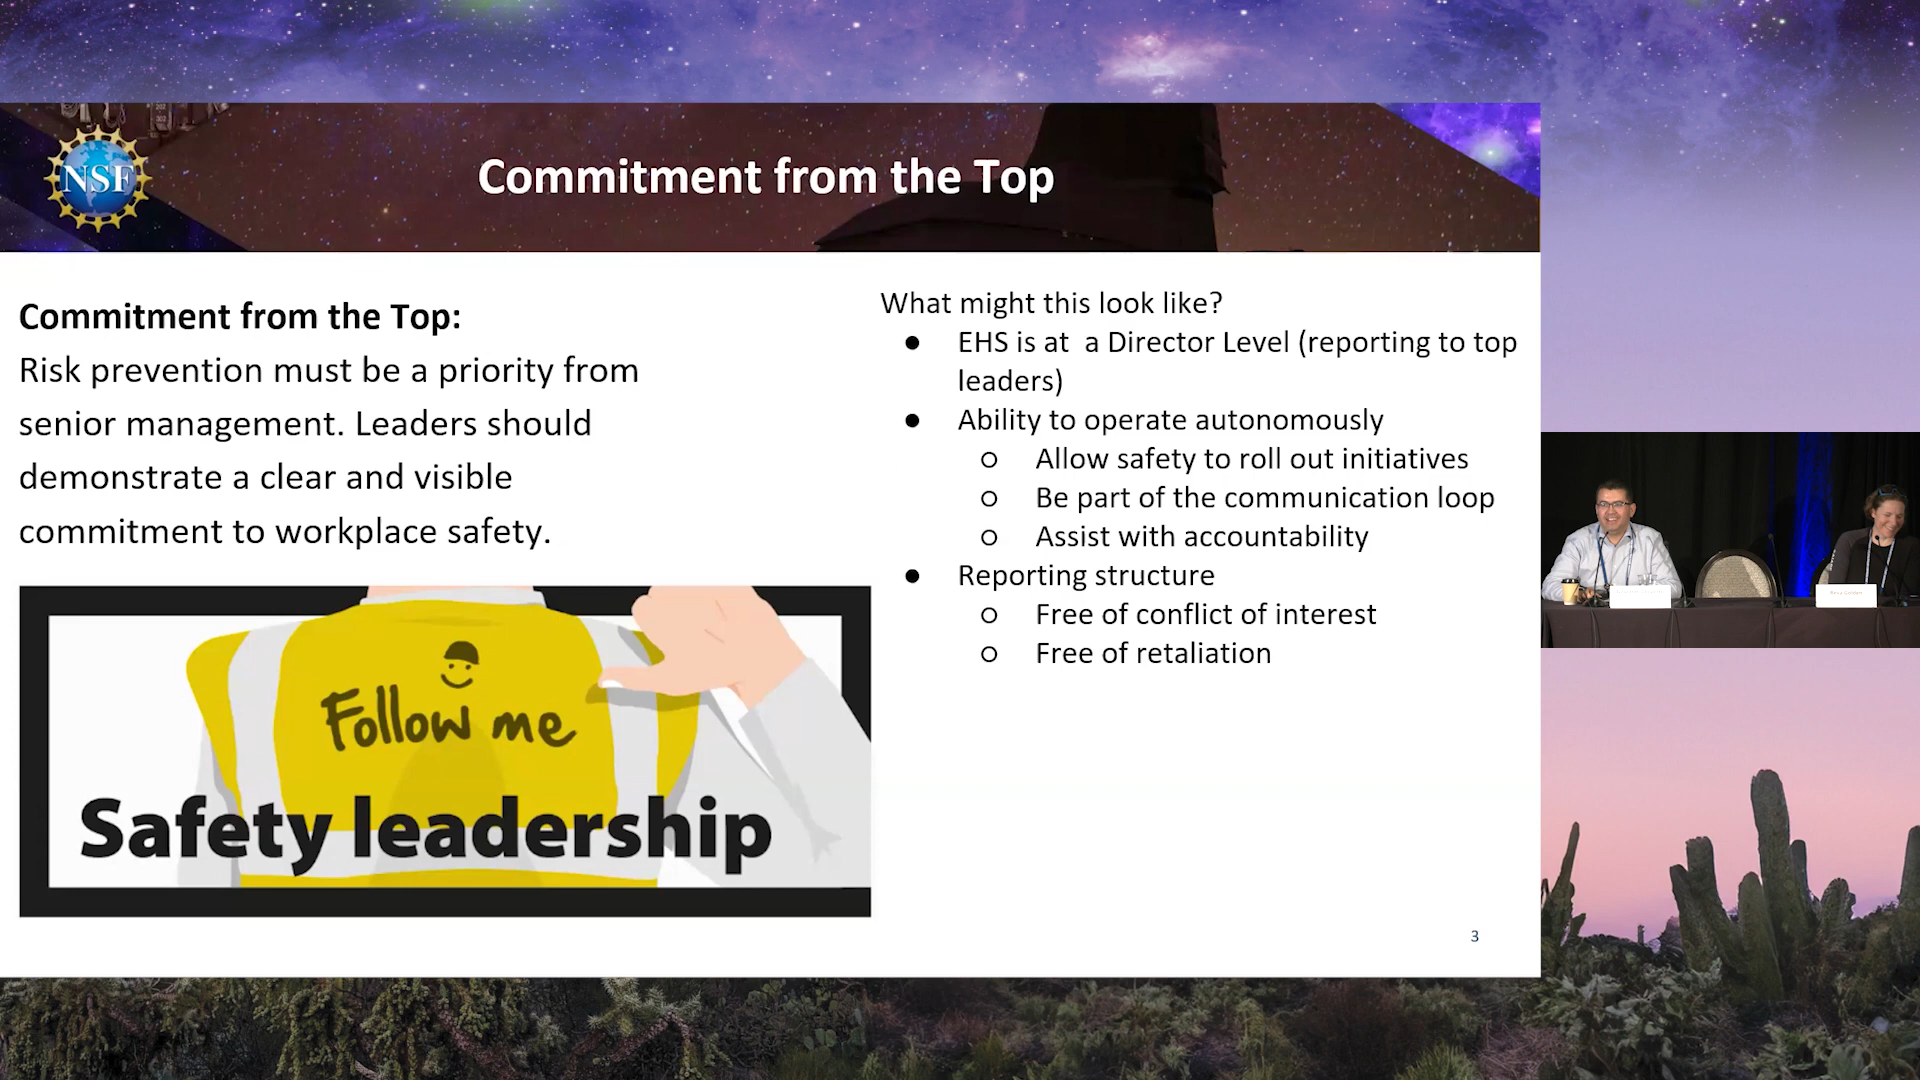 NSF
Commitment from the Top
Commitment from the Top:
Risk prevention must be a priority from
senior management. Leaders should
demonstrate a clear and visible
commitment to workplace safety.
Follow me
Safety leadership
What might this look like?
● EHS is at  a Director Level (reporting to top
leaders)
● Ability to operate autonomously
○ Allow safety to roll out initiatives
○ Be part of the communication loop
○ Assist with accountability
● Reporting structure
○ Free of conflict of interest
○ Free of retaliation
3